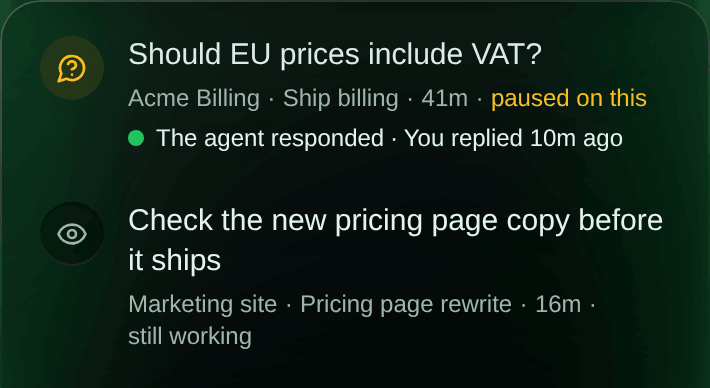 Should EU prices include VAT?
Acme Billing · Ship billing · 41m · paused on this
The agent responded · You replied 10m ago
Check the new pricing page copy before
it ships
Marketing site · Pricing page rewrite · 16m ·
still working